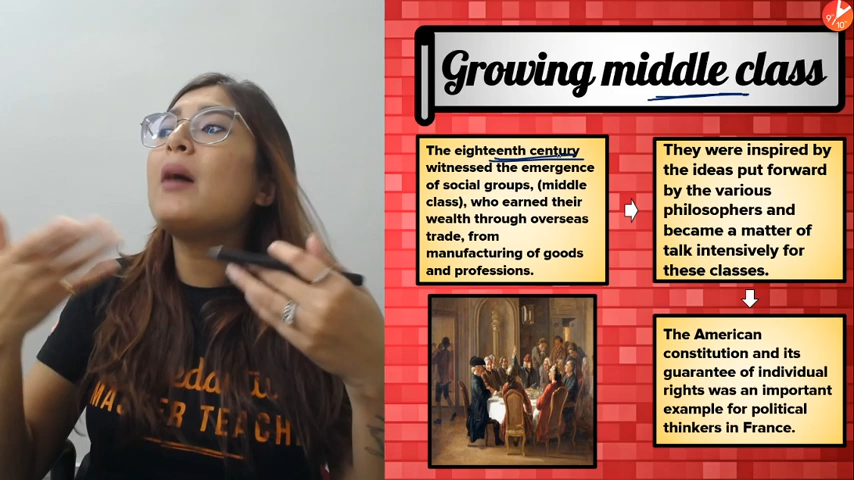 Growing middle class
The eighteenth century
witnessed the emergence
of social groups, (middle
class), who earned their
wealth through overseas
trade, from
manufacturing of goods
and professions.
They were inspired by
the ideas put forward
by the various
philosophers and
became a matter of
talk intensively for
these classes.
The American
constitution and its
guarantee of individual
rights was an important
example for political
thinkers in France.
9th
10th